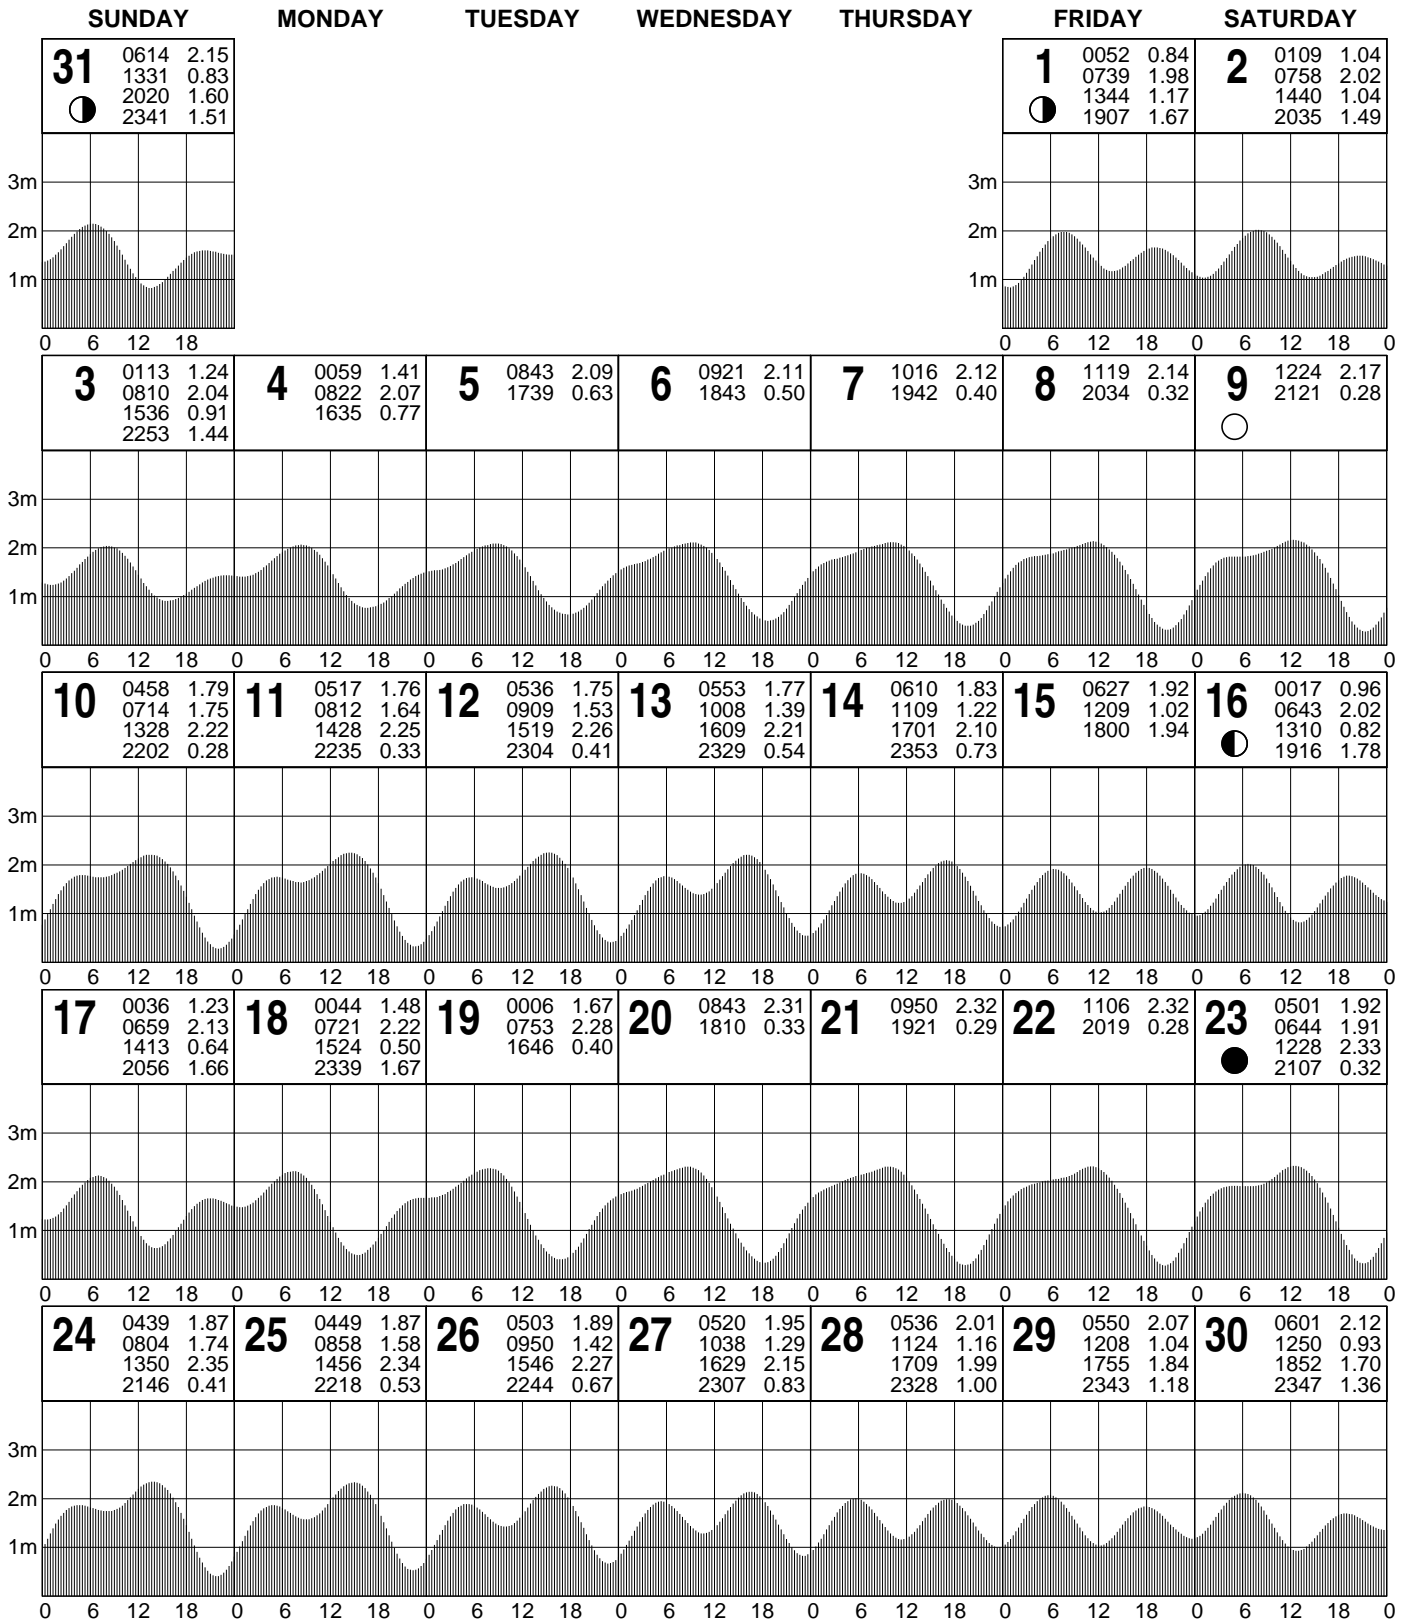 SUNDAY MONDAY TUESDAY WEDNESDAY THURSDAY FRIDAY SATURDAY
31 0614 2.15
1331 0.83
2020 1.60
2341 1.51
1 0052 0.84
0739 1.98
1344 1.17
1907 1.67
2 0109 1.04
0758 2.02
1440 1.04
2035 1.49
3m 3m
2m 2m
1m 1m
0 6 12 18 0 6 12 18 0 6 12 18 0
3 0113 1.24
0810 2.04
1536 0.91
2253 1.44
4 0059 1.41
0822 2.07
1635 0.77
5 0843 2.09
1739 0.63
6 0921 2.11
1843 0.50
7 1016 2.12
1942 0.40
8 1119 2.14
2034 0.32
9 1224 2.17
2121 0.28
3m
2m
1m
0 6 12 18 0 6 12 18 0 6 12 18 0 6 12 18 0 6 12 18 0 6 12 18 0 6 12 18 0
10 0458 1.79
0714 1.75
1328 2.22
2202 0.28
11 0517 1.76
0812 1.64
1428 2.25
2235 0.33
12 0536 1.75
0909 1.53
1519 2.26
2304 0.41
13 0553 1.77
1008 1.39
1609 2.21
2329 0.54
14 0610 1.83
1109 1.22
1701 2.10
2353 0.73
15 0627 1.92
1209 1.02
1800 1.94
16 0017 0.96
0643 2.02
1310 0.82
1916 1.78
3m
2m
1m
0 6 12 18 0 6 12 18 0 6 12 18 0 6 12 18 0 6 12 18 0 6 12 18 0 6 12 18 0
17 0036 1.23
0659 2.13
1413 0.64
2056 1.66
18 0044 1.48
0721 2.22
1524 0.50
2339 1.67
19 0006 1.67
0753 2.28
1646 0.40
20 0843 2.31
1810 0.33
21 0950 2.32
1921 0.29
22 1106 2.32
2019 0.28
23 0501 1.92
0644 1.91
1228 2.33
2107 0.32
3m
2m
1m
0 6 12 18 0 6 12 18 0 6 12 18 0 6 12 18 0 6 12 18 0 6 12 18 0 6 12 18 0
24 0439 1.87
0804 1.74
1350 2.35
2146 0.41
25 0449 1.87
0858 1.58
1456 2.34
2218 0.53
26 0503 1.89
0950 1.42
1546 2.27
2244 0.67
27 0520 1.95
1038 1.29
1629 2.15
2307 0.83
28 0536 2.01
1124 1.16
1709 1.99
2328 1.00
29 0550 2.07
1208 1.04
1755 1.84
2343 1.18
30 0601 2.12
1250 0.93
1852 1.70
2347 1.36
3m
2m
1m
0 6 12 18 0 6 12 18 0 6 12 18 0 6 12 18 0 6 12 18 0 6 12 18 0 6 12 18 0